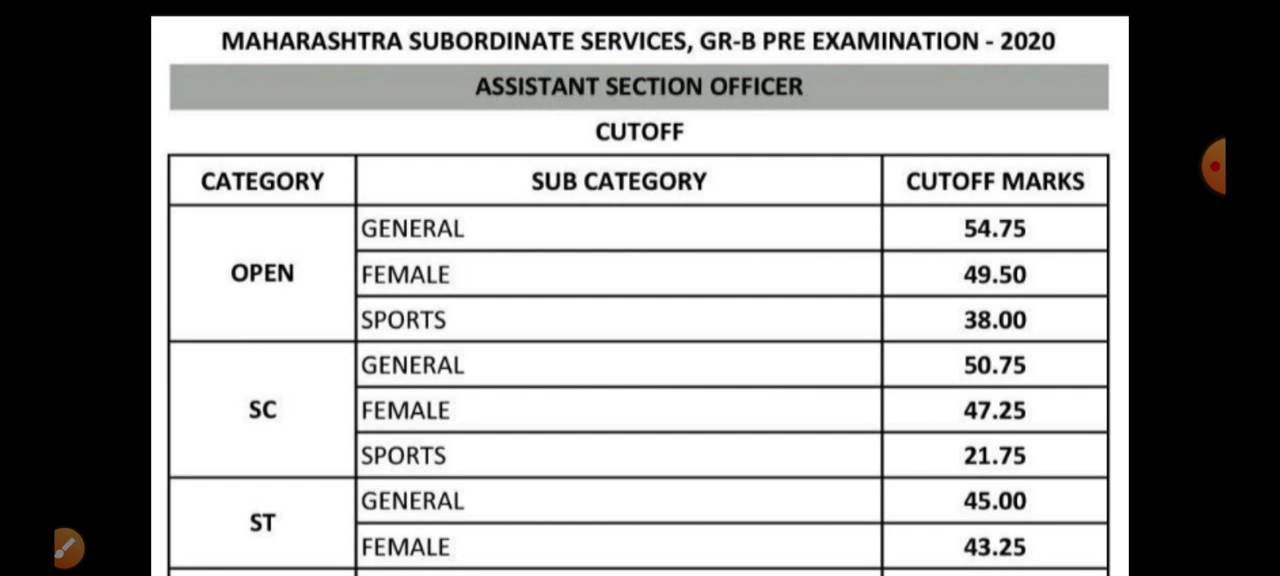 MAHARASHTRA SUBORDINATE SERVICES, GR-B PRE EXAMINATION - 2020
ASSISTANT SECTION OFFICER
CUTOFF
CATEGORY SUB CATEGORY CUTOFF MARKS
OPEN
GENERAL 54.75
FEMALE 49.50
SPORTS 38.00
SC
GENERAL 50.75
FEMALE 47.25
SPORTS 21.75
ST
GENERAL 45.00
FEMALE 43.25